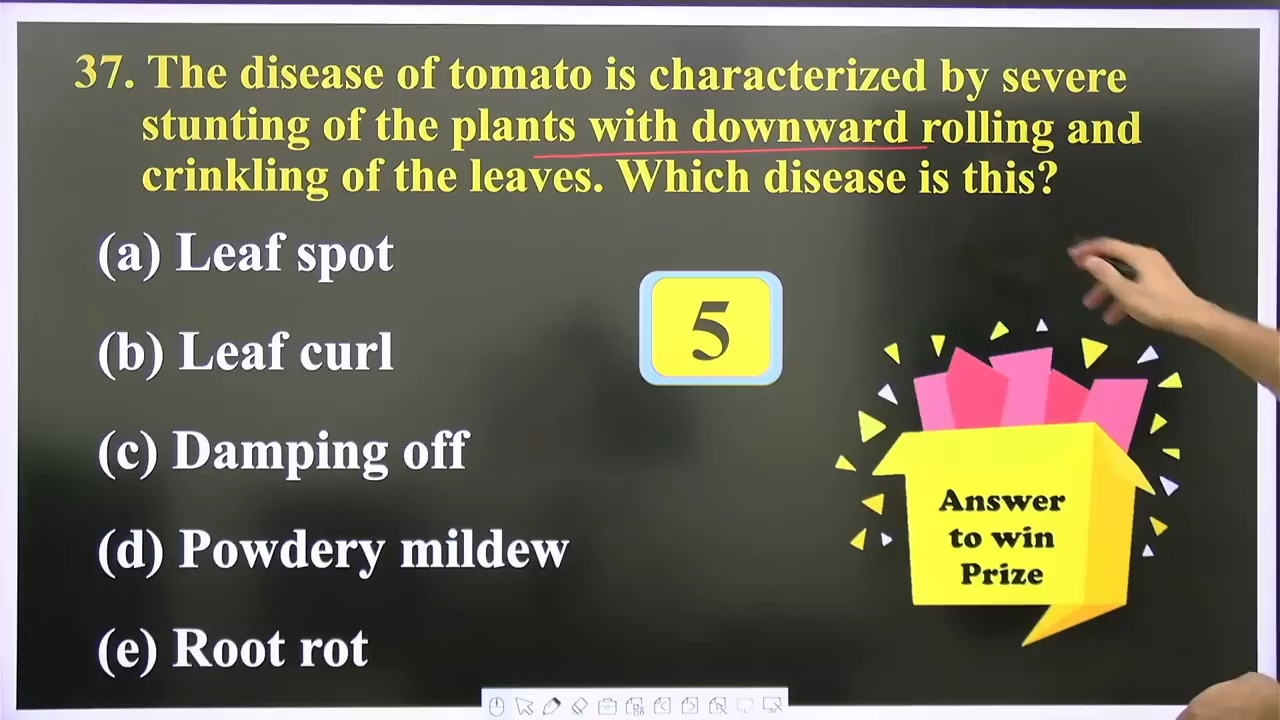 37. The disease of tomato is characterized by severe
stunting of the plants with downward rolling and
crinkling of the leaves. Which disease is this?
(a) Leaf spot
5
(b) Leaf curl
(c) Damping off
(d) Powdery mildew
(e) Root rot
Answer
to win
Prize